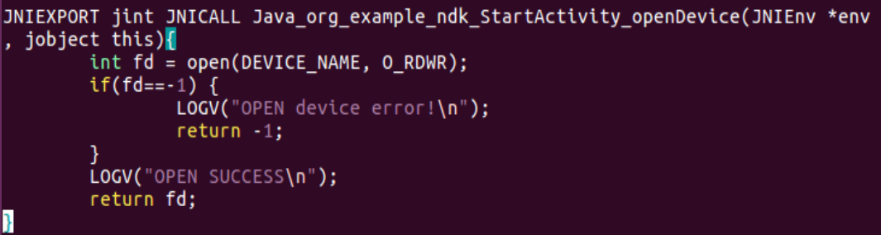 JNIEXPORT jint JNICALL Java_org_example_ndk_StartActivity_openDevice(JNIEnv *env
, jobject this){
        int fd = open(DEVICE_NAME, O_RDWR);
        if(fd==-1) {
                LOGV("OPEN device error!\n");
                return -1;
        }
        LOGV("OPEN SUCCESS\n");
        return fd;
}